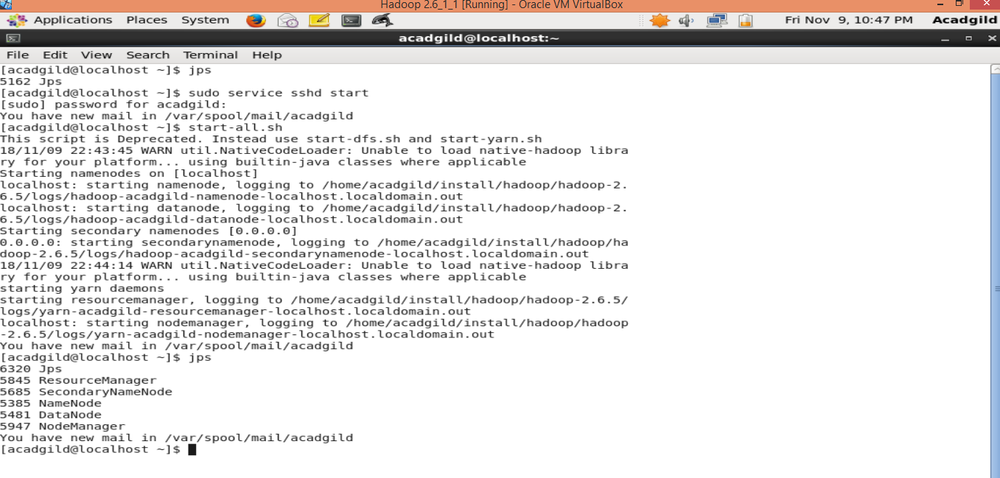 Hadoop 2.6_1_1 [Running] - Oracle VM VirtualBox
Applications Places System Fri Nov 9, 10:47 PM Acadgild
acadgild@localhost:~
File Edit View Search Terminal Help
[acadgild@localhost ~]$ jps
5162 Jps
[acadgild@localhost ~]$ sudo service sshd start
[sudo] password for acadgild:
You have new mail in /var/spool/mail/acadgild
[acadgild@localhost ~]$ start-all.sh
This script is Deprecated. Instead use start-dfs.sh and start-yarn.sh
18/11/09 22:43:45 WARN util.NativeCodeLoader: Unable to load native-hadoop libra
ry for your platform... using builtin-java classes where applicable
Starting namenodes on [localhost]
localhost: starting namenode, logging to /home/acadgild/install/hadoop/hadoop-2.
6.5/logs/hadoop-acadgild-namenode-localhost.localdomain.out
localhost: starting datanode, logging to /home/acadgild/install/hadoop/hadoop-2.
6.5/logs/hadoop-acadgild-datanode-localhost.localdomain.out
Starting secondary namenodes [0.0.0.0]
0.0.0.0: starting secondarynamenode, logging to /home/acadgild/install/hadoop/ha
doop-2.6.5/logs/hadoop-acadgild-secondarynamenode-localhost.localdomain.out
18/11/09 22:44:14 WARN util.NativeCodeLoader: Unable to load native-hadoop libra
ry for your platform... using builtin-java classes where applicable
starting yarn daemons
starting resourcemanager, logging to /home/acadgild/install/hadoop/hadoop-2.6.5/
logs/yarn-acadgild-resourcemanager-localhost.localdomain.out
localhost: starting nodemanager, logging to /home/acadgild/install/hadoop/hadoop
-2.6.5/logs/yarn-acadgild-nodemanager-localhost.localdomain.out
You have new mail in /var/spool/mail/acadgild
[acadgild@localhost ~]$ jps
6320 Jps
5845 ResourceManager
5685 SecondaryNameNode
5385 NameNode
5481 DataNode
5947 NodeManager
You have new mail in /var/spool/mail/acadgild
[acadgild@localhost ~]$